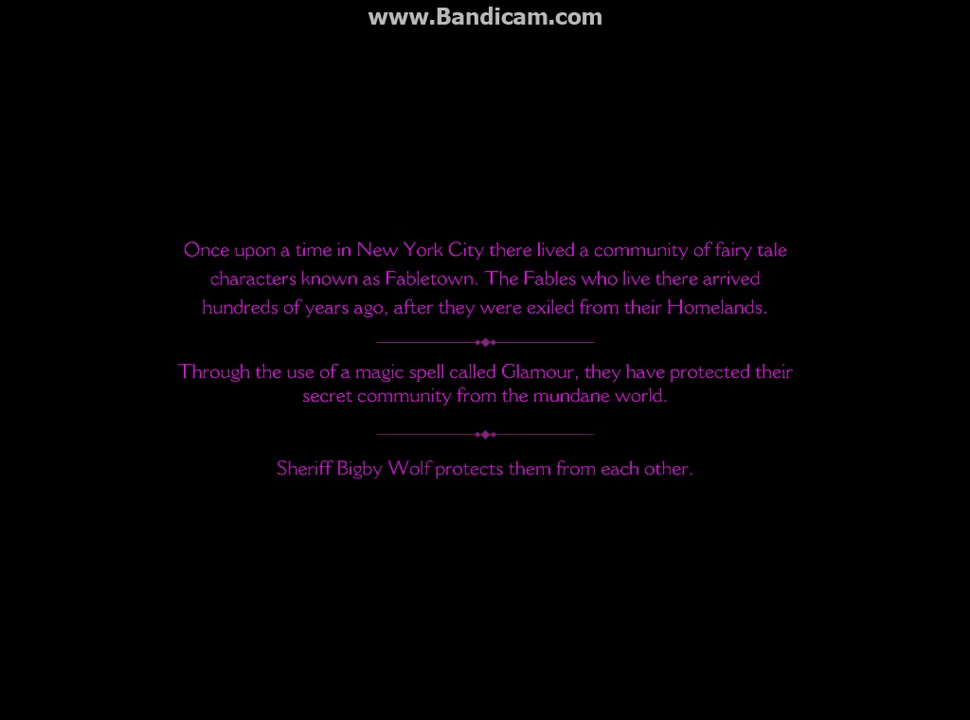 www.Bandicam.com
Once upon a time in New York City there lived a community of fairy tale
characters known as Fabletown. The Fables who live there arrived
hundreds of years ago, after they were exiled from their Homelands.
Through the use of a magic spell called Glamour, they have protected their
secret community from the mundane world.
Sheriff Bigby Wolf protects them from each other.